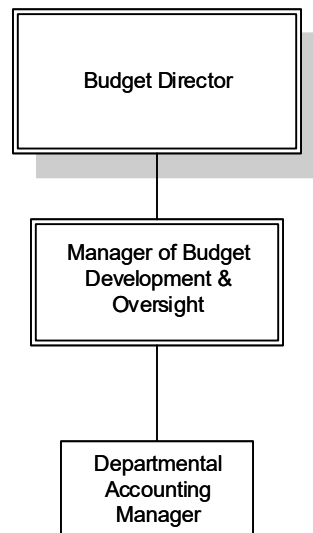 Budget Director
Manager of Budget
Development &
Oversight
Departmental
Accounting
Manager